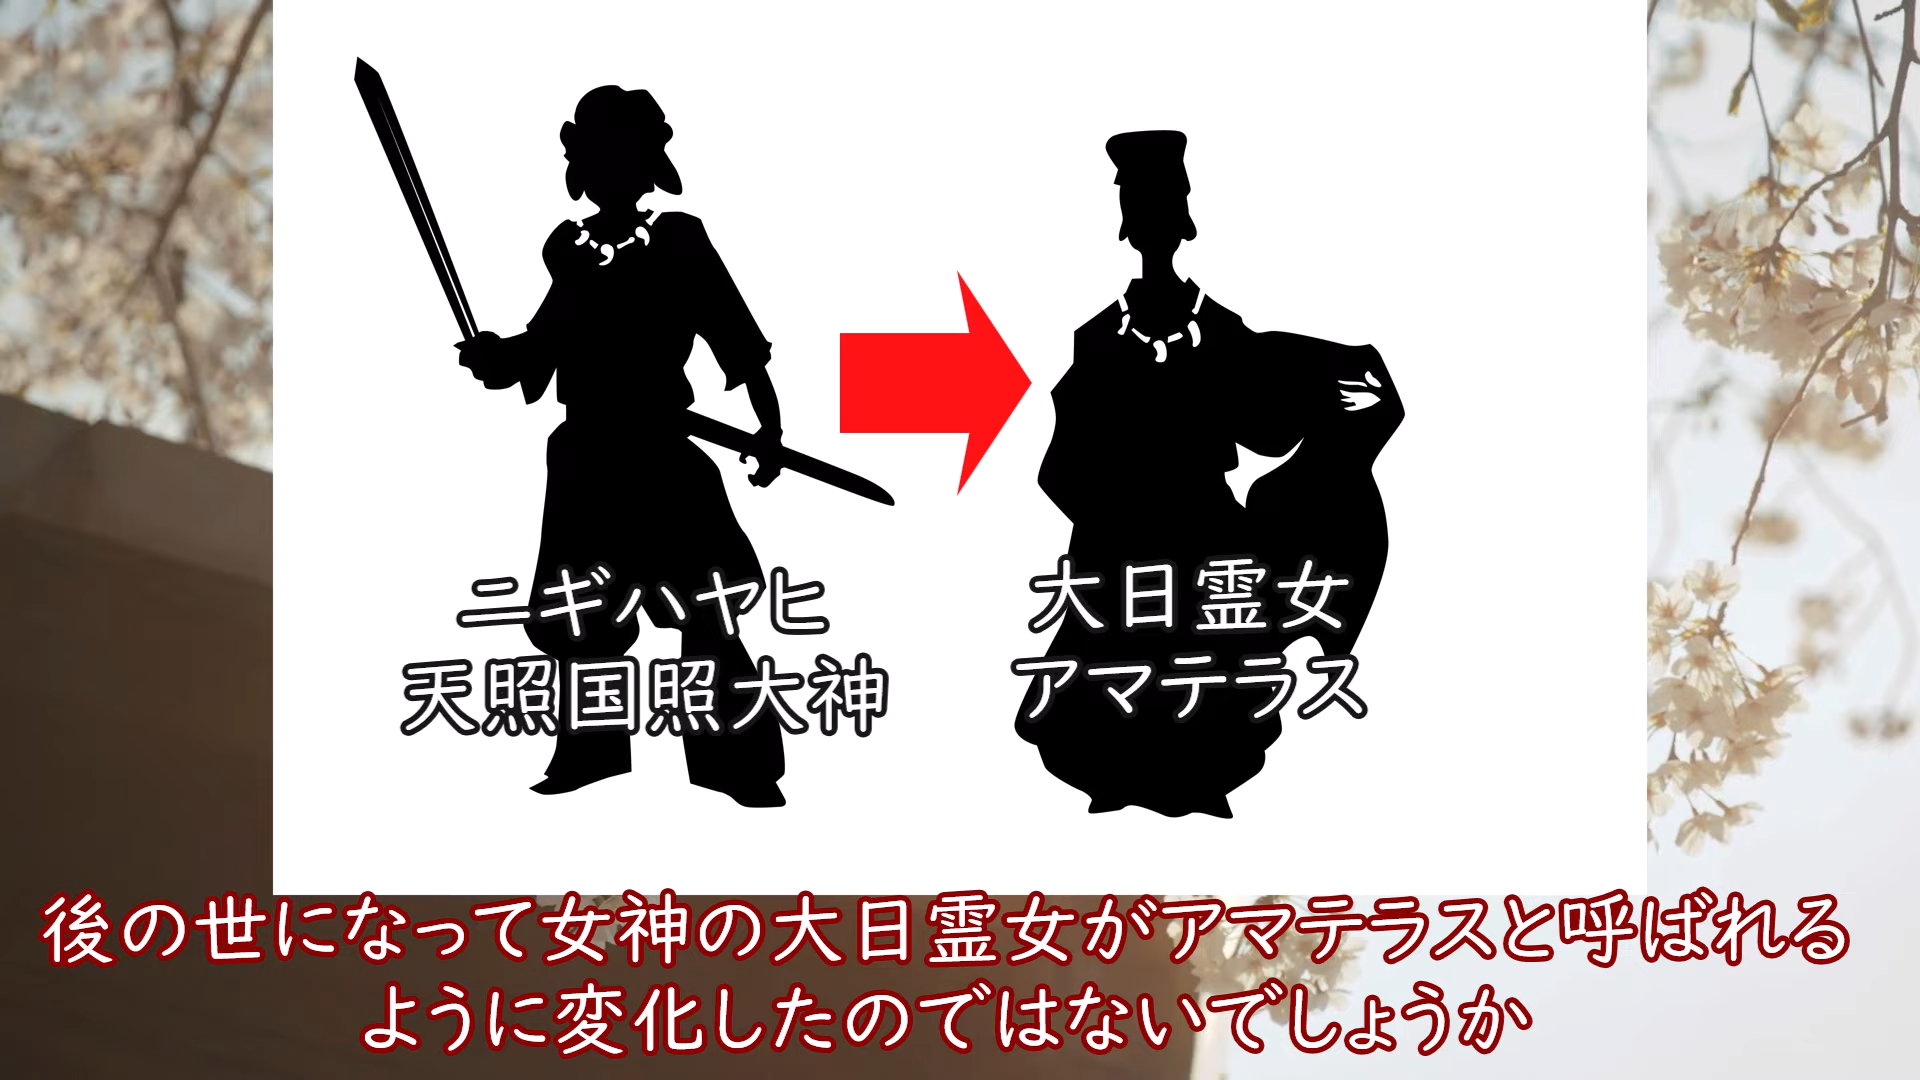 ニギハヤヒ
天照国照大神
大日霊女
アマテラス
後の世になって女神の大日霊女がアマテラスと呼ばれる
ように変化したのではないでしょうか